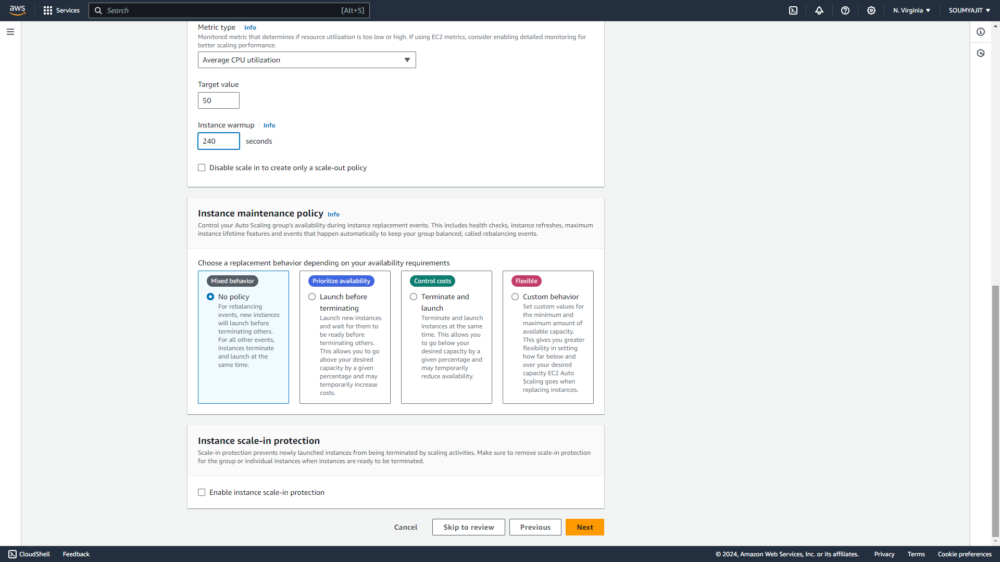 aws
Services
Search
[Alt+S]
N. Virginia
SOUMYAJIT
Metric type
Info
Monitored metric that determines if resource utilization is too low or high. If using EC2 metrics, consider enabling detailed monitoring for
better scaling performance.
Average CPU utilization
Target value
50
Instance warmup
Info
240
seconds
Disable scale in to create only a scale-out policy
Instance maintenance policy
Info
Control your Auto Scaling group's availability during instance replacement events. This includes health checks, instance refreshes, maximum
instance lifetime features and events that happen automatically to keep your group balanced, called rebalancing events.
Choose a replacement behavior depending on your availability requirements
Mixed behavior
No policy
For rebalancing
events, new instances
will launch before
terminating others.
For all other events,
instances terminate
and launch at the
same time.
Prioritize availability
Launch before
terminating
Launch new instances
and wait for them to
be ready before
terminating others.
This allows you to go
above your desired
capacity by a given
percentage and may
temporarily increase
costs.
Control costs
Terminate and
launch
Terminate and launch
instances at the same
time. This allows you
to go below your
desired capacity by a
given percentage and
may temporarily
reduce availability.
Flexible
Custom behavior
Set custom values for
the minimum and
maximum amount of
available capacity.
This gives you greater
flexibility in setting
how far below and
over your desired
capacity EC2 Auto
Scaling goes when
replacing instances.
Instance scale-in protection
Scale-in protection prevents newly launched instances from being terminated by scaling activities. Make sure to remove scale-in protection
for the group or individual instances when instances are ready to be terminated.
Enable instance scale-in protection
Cancel
Skip to review
Previous
Next
CloudShell
Feedback
© 2024, Amazon Web Services, Inc. or its affiliates.
Privacy
Terms
Cookie preferences